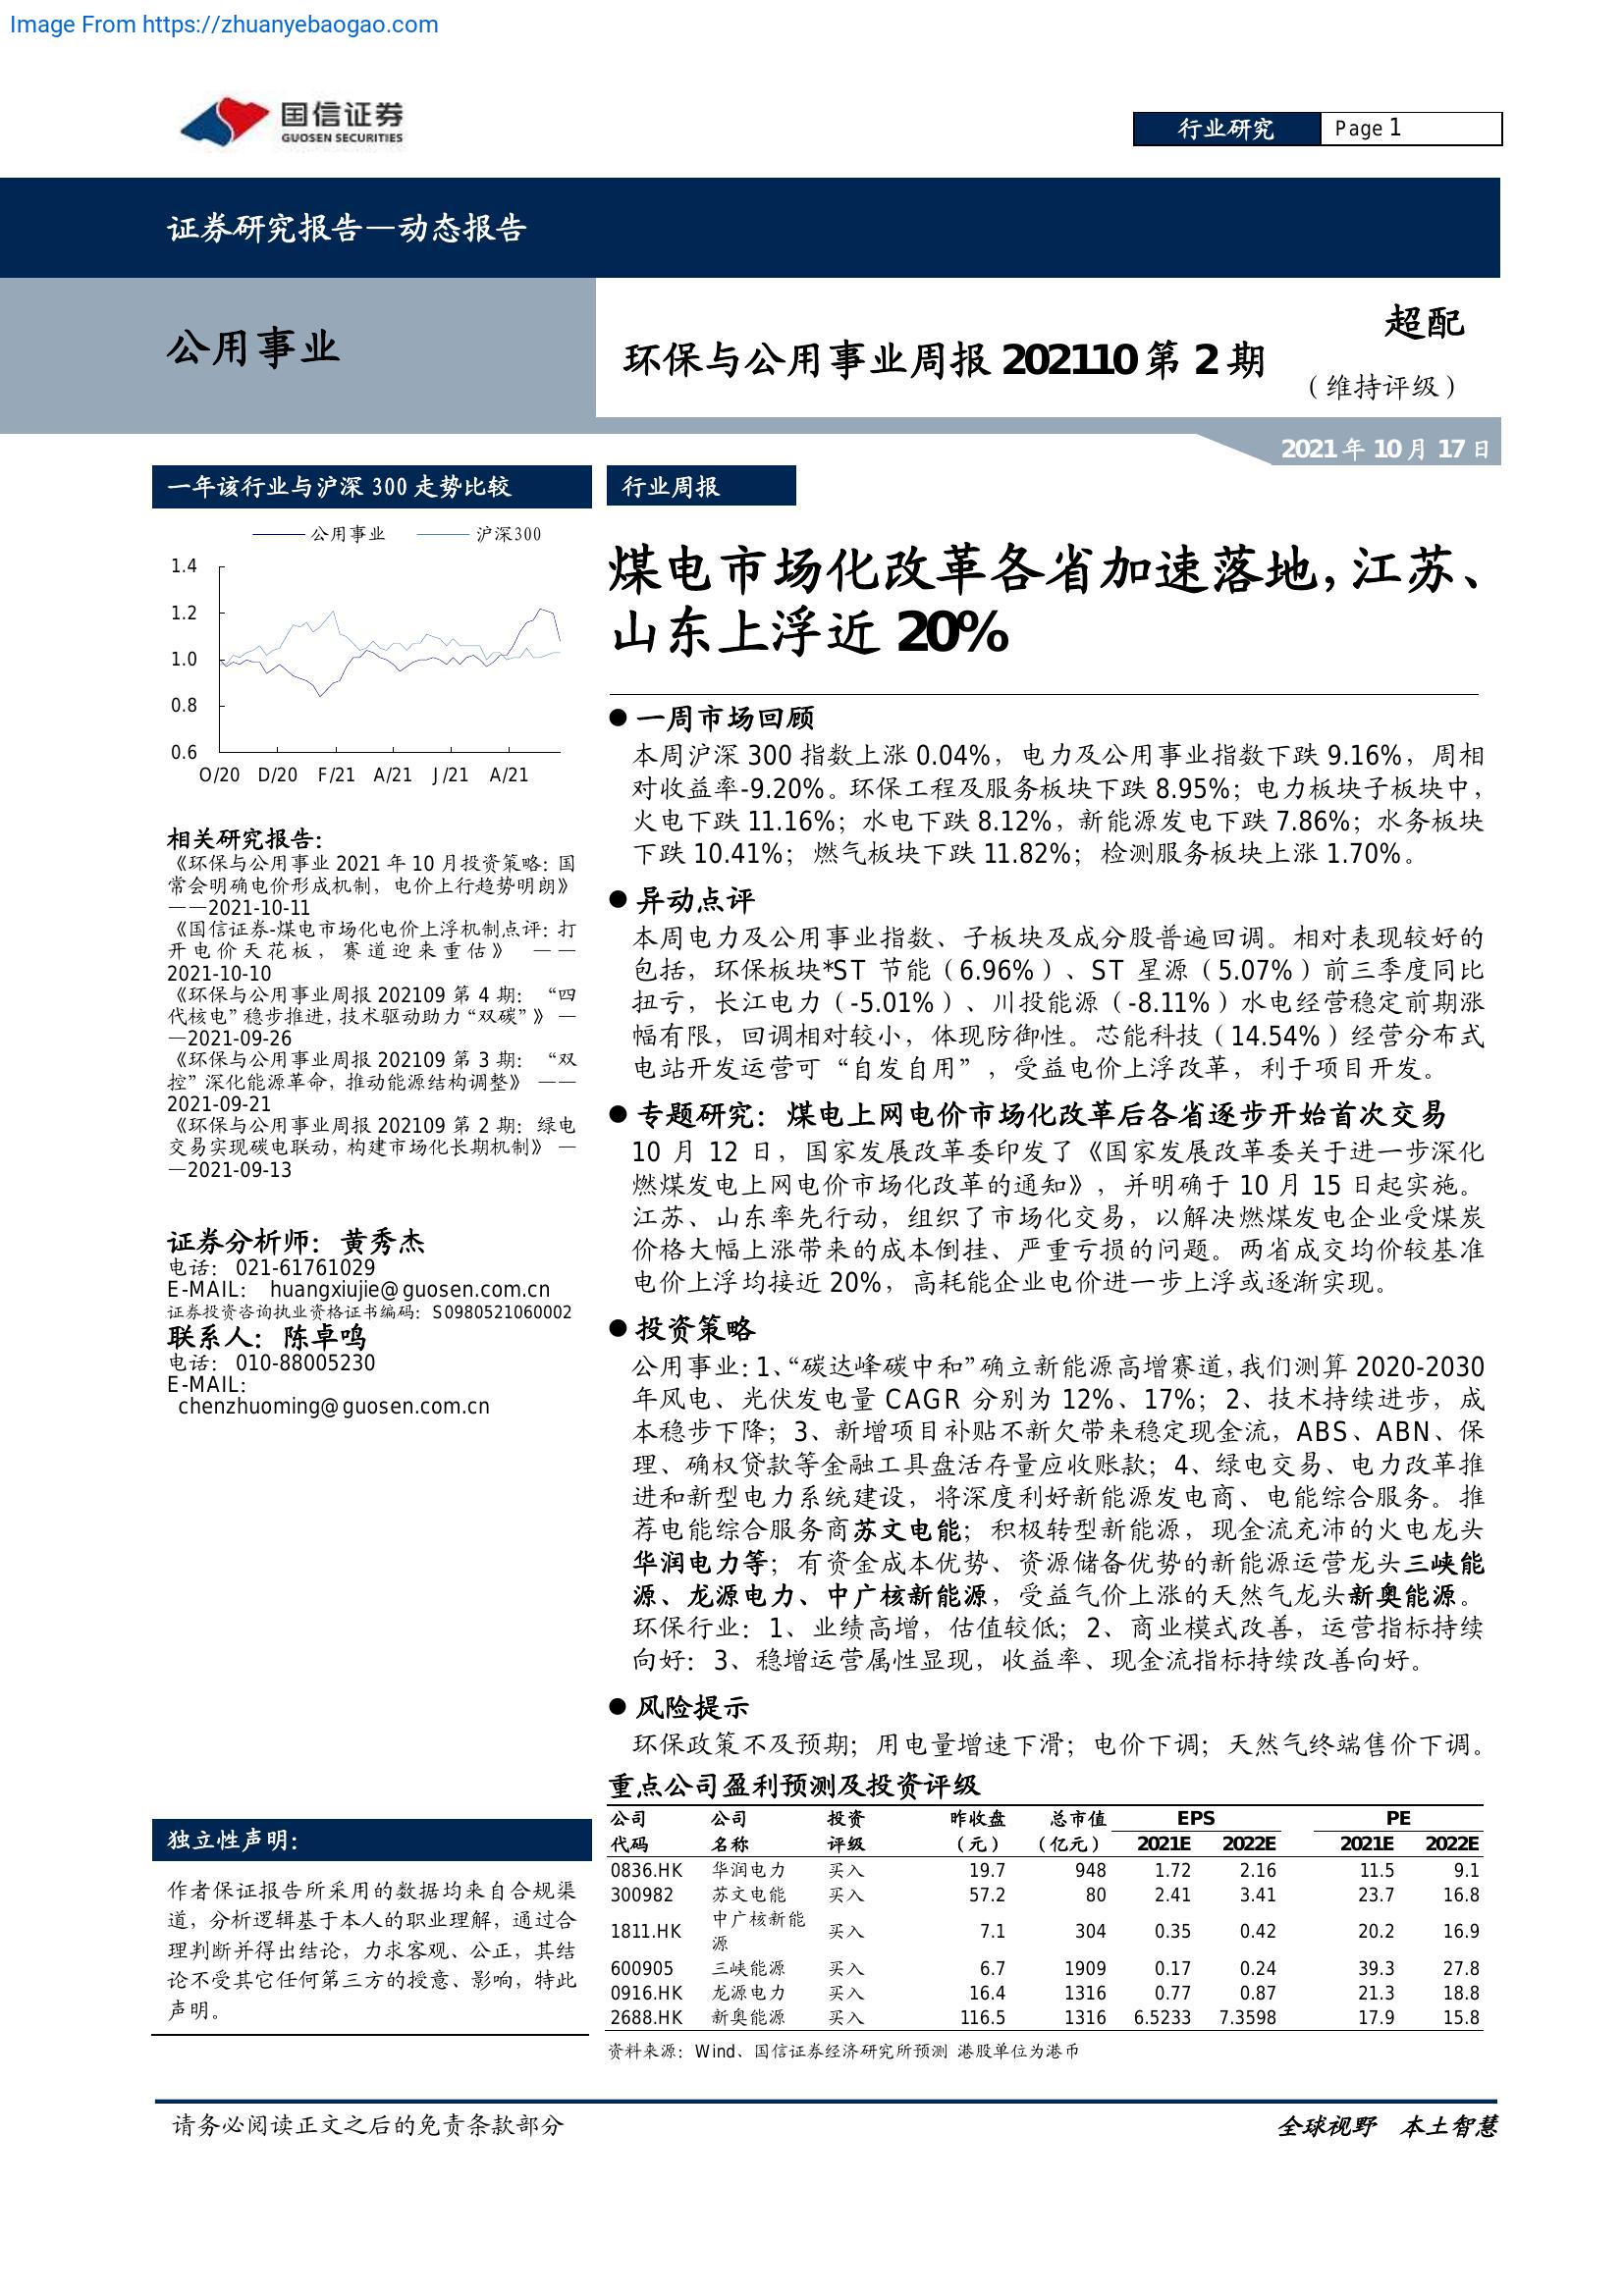 Image From https://zhuanyebaogao.com
国信证券
GUOSEN SECURITIES
行业研究
Page 1
证券研究报告—动态报告
公用事业
环保与公用事业周报 202110 第 2 期
超配
（维持评级）
2021 年 10 月 17 日
一年该行业与沪深 300 走势比较
公用事业 沪深300
1.4
1.2
1.0
0.8
0.6
O/20 D/20 F/21 A/21 J/21 A/21
相关研究报告：
《环保与公用事业 2021 年 10 月投资策略：国
常会明确电价形成机制，电价上行趋势明朗》
——2021-10-11
《国信证券-煤电市场化电价上浮机制点评：打
开电价天花板，赛道迎来重估》 ——
2021-10-10
《环保与公用事业周报 202109 第 4 期：“四
代核电”稳步推进，技术驱动助力“双碳”》—
—2021-09-26
《环保与公用事业周报 202109 第 3 期：“双
控”深化能源革命，推动能源结构调整》 ——
2021-09-21
《环保与公用事业周报 202109 第 2 期：绿电
交易实现碳电联动，构建市场化长期机制》—
—2021-09-13
证券分析师：黄秀杰
电话： 021-61761029
E-MAIL： huangxiujie@guosen.com.cn
证券投资咨询执业资格证书编码：S0980521060002
联系人：陈卓鸣
电话： 010-88005230
E-MAIL：
chenzhuoming@guosen.com.cn
独立性声明：
作者保证报告所采用的数据均来自合规渠
道，分析逻辑基于本人的职业理解，通过合
理判断并得出结论，力求客观、公正，其结
论不受其它任何第三方的授意、影响，特此
声明。
行业周报
煤电市场化改革各省加速落地，江苏、
山东上浮近 20%
● 一周市场回顾
本周沪深 300 指数上涨 0.04%，电力及公用事业指数下跌 9.16%，周相
对收益率-9.20%。环保工程及服务板块下跌 8.95%；电力板块子板块中，
火电下跌 11.16%；水电下跌 8.12%，新能源发电下跌 7.86%；水务板块
下跌 10.41%；燃气板块下跌 11.82%；检测服务板块上涨 1.70%。
● 异动点评
本周电力及公用事业指数、子板块及成分股普遍回调。相对表现较好的
包括，环保板块*ST 节能（6.96%）、ST 星源（5.07%）前三季度同比
扭亏，长江电力（-5.01%）、川投能源（-8.11%）水电经营稳定前期涨
幅有限，回调相对较小，体现防御性。芯能科技（14.54%）经营分布式
电站开发运营可“自发自用”，受益电价上浮改革，利于项目开发。
● 专题研究：煤电上网电价市场化改革后各省逐步开始首次交易
10 月 12 日，国家发展改革委印发了《国家发展改革委关于进一步深化
燃煤发电上网电价市场化改革的通知》，并明确于 10 月 15 日起实施。
江苏、山东率先行动，组织了市场化交易，以解决燃煤发电企业受煤炭
价格大幅上涨带来的成本倒挂、严重亏损的问题。两省成交均价较基准
电价上浮均接近 20%，高耗能企业电价进一步上浮或逐渐实现。
● 投资策略
公用事业：1、“碳达峰碳中和”确立新能源高增赛道，我们测算 2020-2030
年风电、光伏发电量 CAGR 分别为 12%、17%；2、技术持续进步，成
本稳步下降；3、新增项目补贴不新欠带来稳定现金流，ABS、ABN、保
理、确权贷款等金融工具盘活存量应收账款；4、绿电交易、电力改革推
进和新型电力系统建设，将深度利好新能源发电商、电能综合服务。推
荐电能综合服务商苏文电能；积极转型新能源，现金流充沛的火电龙头
华润电力等；有资金成本优势、资源储备优势的新能源运营龙头三峡能
源、龙源电力、中广核新能源，受益气价上涨的天然气龙头新奥能源。
环保行业：1、业绩高增，估值较低；2、商业模式改善，运营指标持续
向好：3、稳增运营属性显现，收益率、现金流指标持续改善向好。
● 风险提示
环保政策不及预期；用电量增速下滑；电价下调；天然气终端售价下调。
重点公司盈利预测及投资评级
公司 公司 投资 昨收盘 总市值 EPS PE
代码 名称 评级 （元） （亿元） 2021E 2022E 2021E 2022E
0836.HK 华润电力 买入 19.7 948 1.72 2.16 11.5 9.1
300982 苏文电能 买入 57.2 80 2.41 3.41 23.7 16.8
1811.HK 中广核新能源 买入 7.1 304 0.35 0.42 20.2 16.9
600905 三峡能源 买入 6.7 1909 0.17 0.24 39.3 27.8
0916.HK 龙源电力 买入 16.4 1316 0.77 0.87 21.3 18.8
2688.HK 新奥能源 买入 116.5 1316 6.5233 7.3598 17.9 15.8
资料来源：Wind、国信证券经济研究所预测 港股单位为港币
请务必阅读正文之后的免责条款部分
全球视野 本土智慧